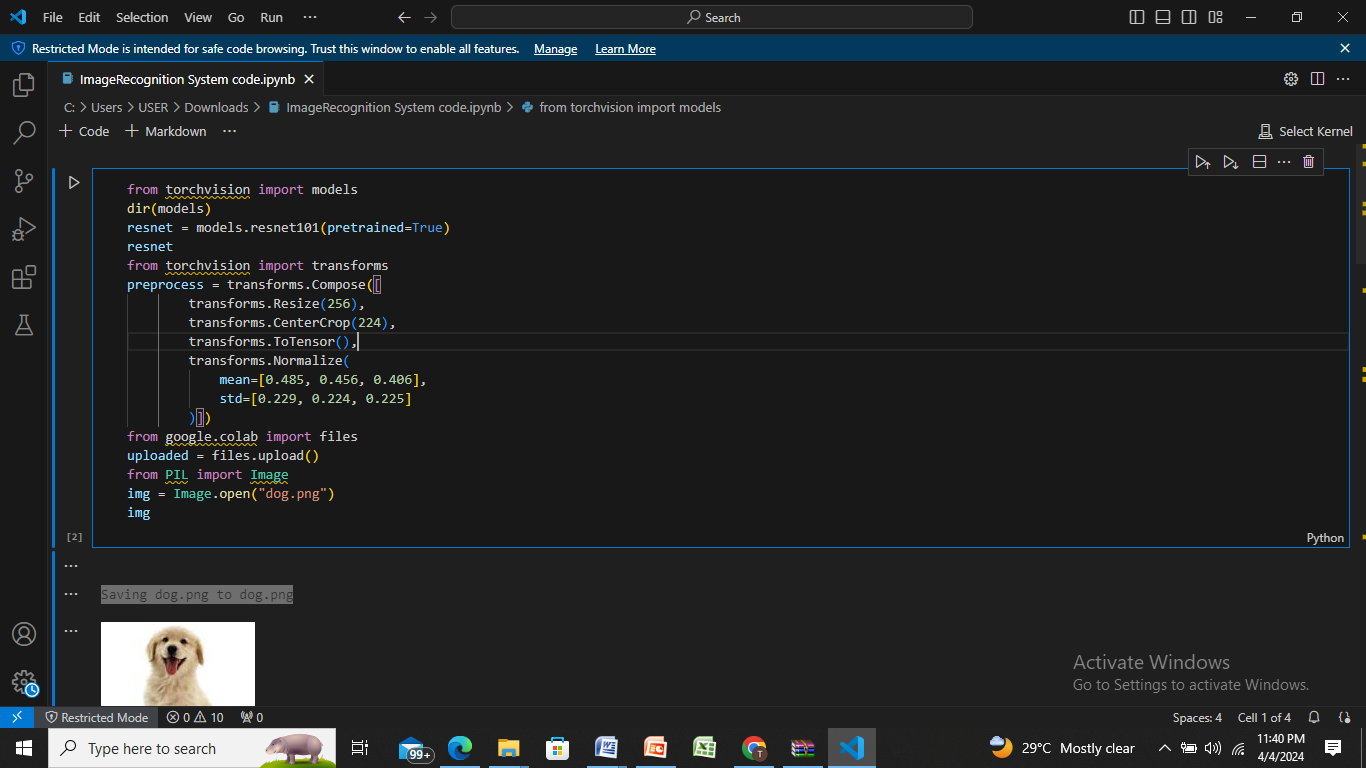 File Edit Selection View Go Run ···
Search
Restricted Mode is intended for safe code browsing. Trust this window to enable all features. Manage Learn More
ImageRecognition System code.ipynb
C: > Users > USER > Downloads > ImageRecognition System code.ipynb > from torchvision import models
+ Code + Markdown ···
Select Kernel
from torchvision import models
dir(models)
resnet = models.resnet101(pretrained=True)
resnet
from torchvision import transforms
preprocess = transforms.Compose([
transforms.Resize(256),
transforms.CenterCrop(224),
transforms.ToTensor(),
transforms.Normalize(
mean=[0.485, 0.456, 0.406],
std=[0.229, 0.224, 0.225]
)])
from google.colab import files
uploaded = files.upload()
from PIL import Image
img = Image.open("dog.png")
img
[2]
Python
Saving dog.png to dog.png
Activate Windows
Go to Settings to activate Windows.
Restricted Mode 0 10 0
Spaces: 4 Cell 1 of 4
Type here to search
99+
T
29°C Mostly clear
11:40 PM
4/4/2024